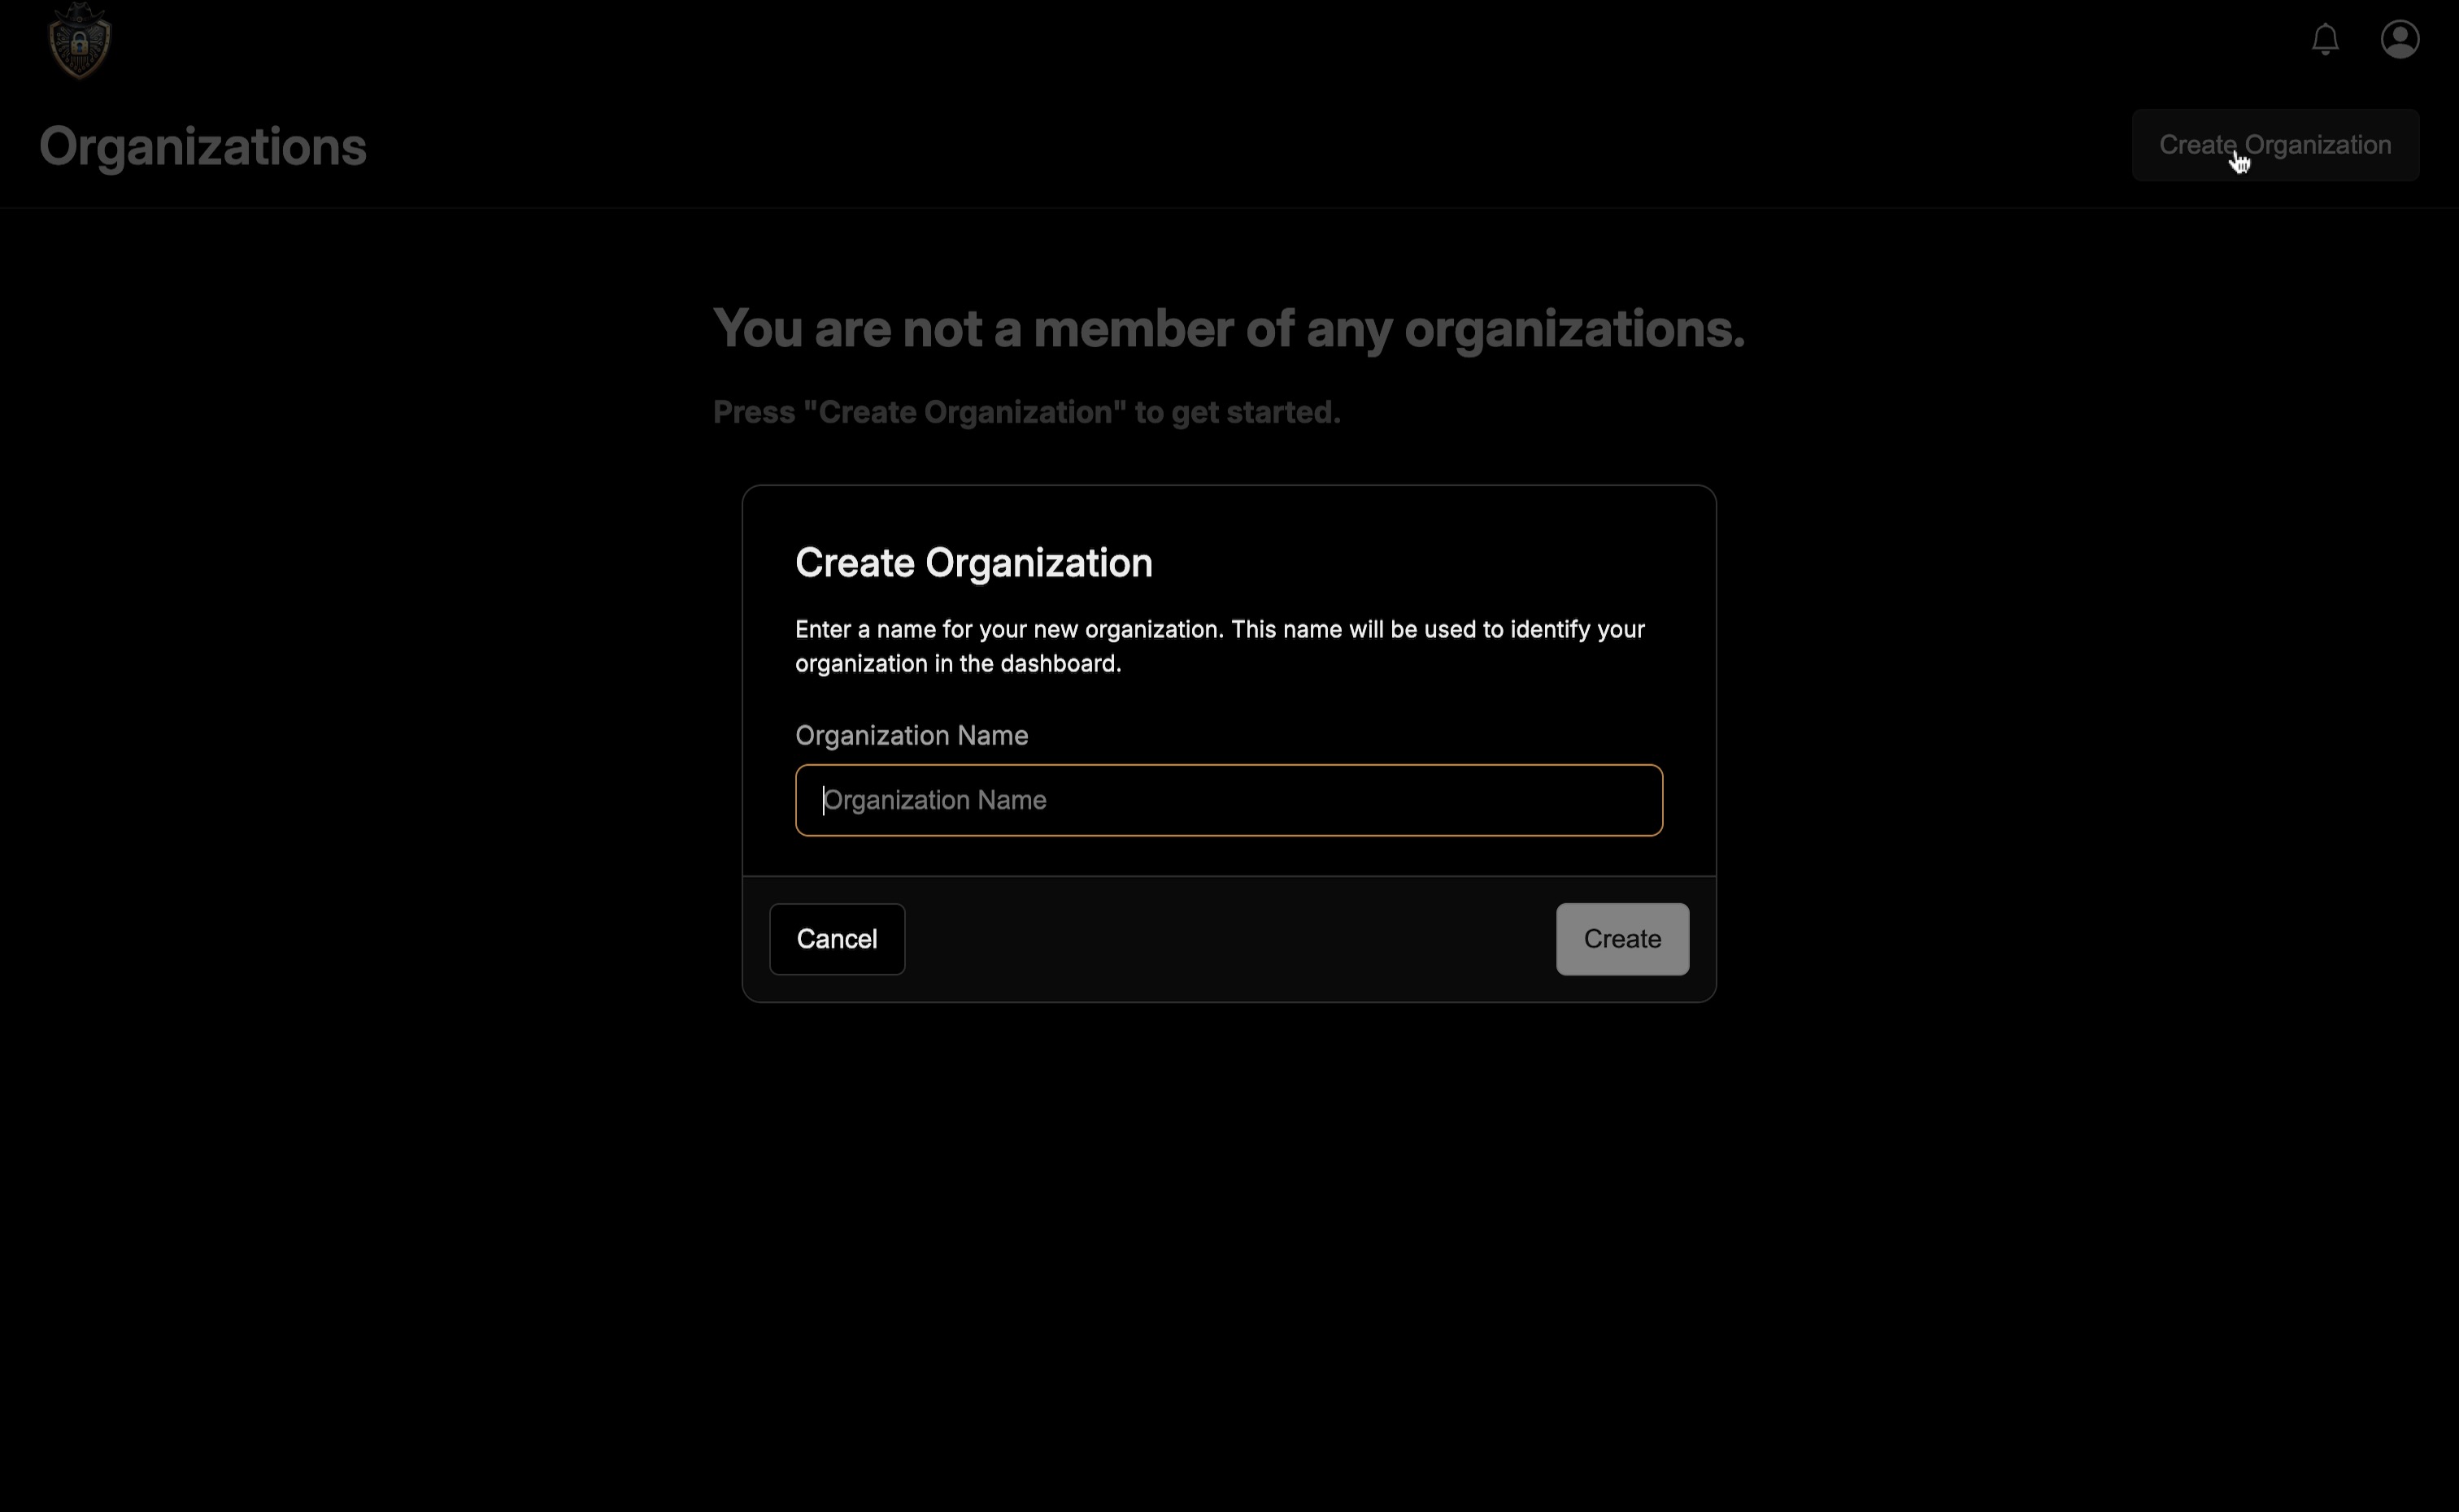 Organizations
Create Organization
You are not a member of any organizations.
Press "Create Organization" to get started.
Create Organization
Enter a name for your new organization. This name will be used to identify your
organization in the dashboard.
Organization Name
Organization Name
Cancel
Create